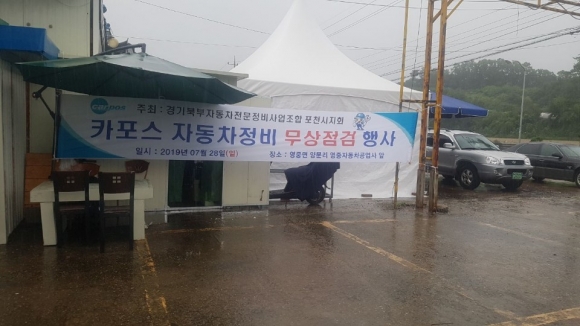 주최 : 경기북부자동차전문정비사업조합 포천시지회
카포스 자동차정비 무상점검 행사
일시 : 2019년 07월 28일(일) 장소 : 영중면 양문리 영중자동차공업사 앞